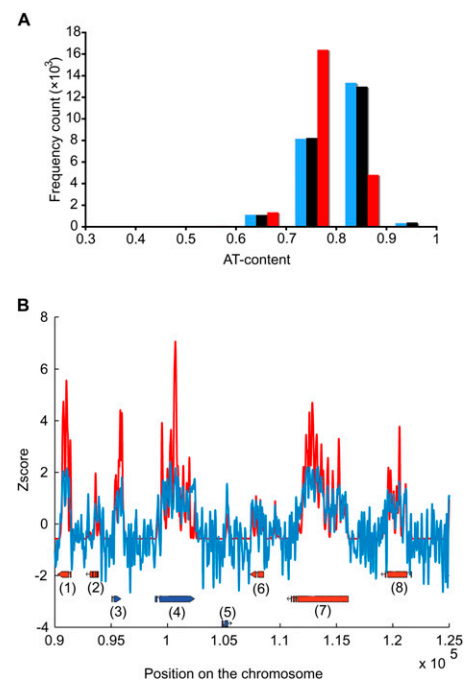 A
Frequency count (×10³)
18
16
14
12
10
8
6
4
2
0
0.3 0.4 0.5 0.6 0.7 0.8 0.9 1
AT-content
B
Zscore
8
6
4
2
0
-2
-4
(1) (2) (3) (4) (5) (6) (7) (8)
0.9 0.95 1 1.05 1.1 1.15 1.2 1.25
× 10 5
Position on the chromosome